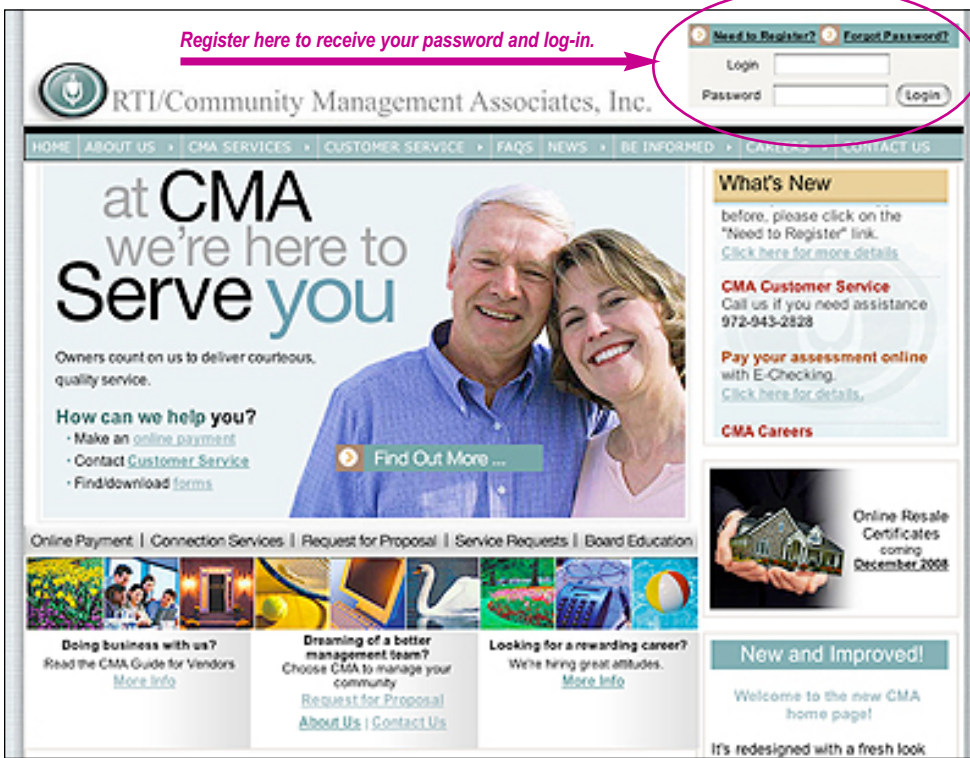 Register here to receive your password and log-in.
Need to Register? Forgot Password?
Login
Password Login
RTI/Community Management Associates, Inc.
HOME ABOUT US CMA SERVICES CUSTOMER SERVICE FAQS NEWS BE INFORMED CAREERS CONTACT US
at CMA
we're here to
Serve you
Owners count on us to deliver courteous,
quality service.
How can we help you?
· Make an online payment
· Contact Customer Service
· Find/download forms
Find Out More ...
What's New
before, please click on the
"Need to Register" link.
Click here for more details
CMA Customer Service
Call us if you need assistance
972-943-2828
Pay your assessment online
with E-Checking.
Click here for details.
CMA Careers
Online Resale
Certificates
coming
December 2008
Online Payment | Connection Services | Request for Proposal | Service Requests | Board Education
Doing business with us?
Read the CMA Guide for Vendors
More Info
Dreaming of a better
management team?
Choose CMA to manage your
community
Request for Proposal
About Us | Contact Us
Looking for a rewarding career?
We're hiring great attitudes.
More Info
New and Improved!
Welcome to the new CMA
home page!
It's redesigned with a fresh look